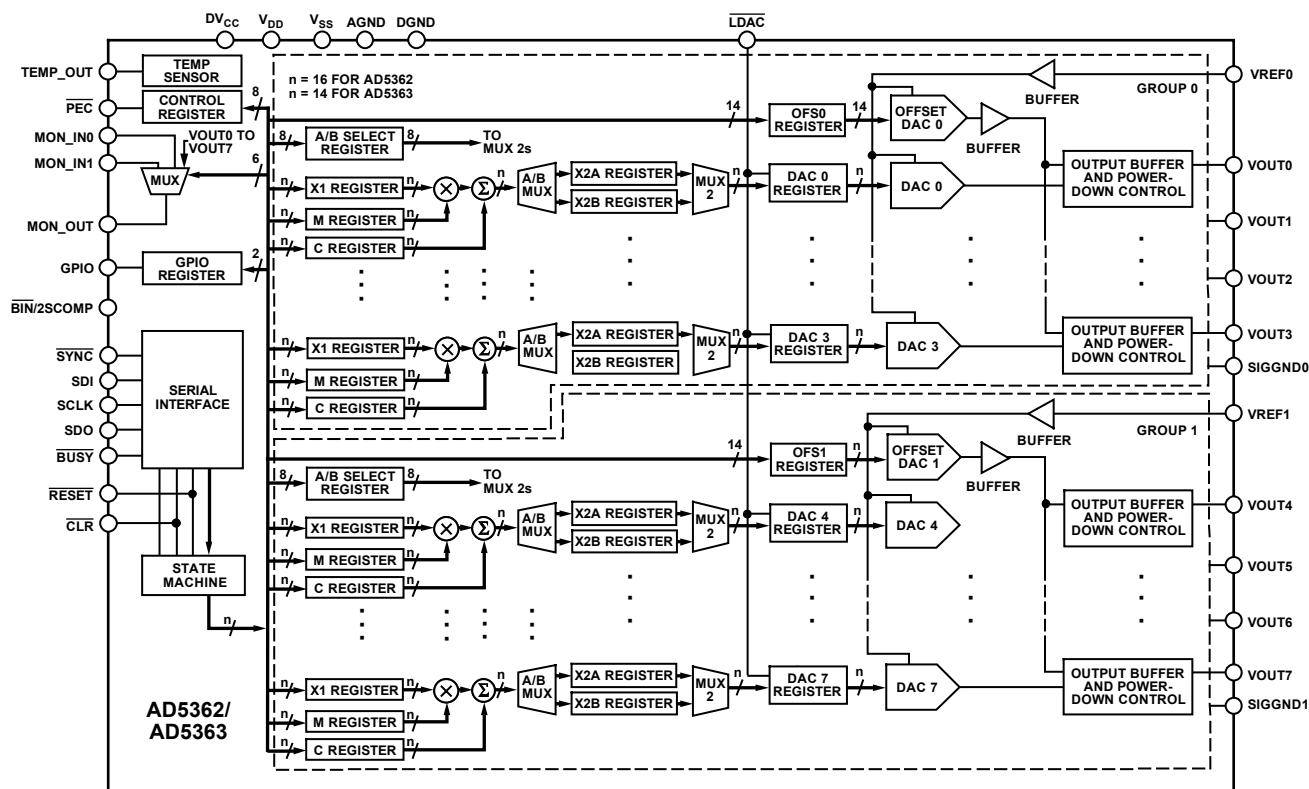 DVCC VDD VSS AGND DGND LDAC
TEMP_OUT
TEMP
SENSOR
n = 16 FOR AD5362
n = 14 FOR AD5363
VREF0
BUFFER
GROUP 0
PEC
CONTROL
REGISTER
8
14
OFS0
REGISTER
14
OFFSET
DAC 0
BUFFER
MON_IN0
VOUT0 TO
VOUT7
MON_IN1
MUX
6
8
A/B SELECT
REGISTER
8
TO
MUX 2s
MON_OUT
n
X1 REGISTER
n
×
Σ
n
A/B
MUX
X2A REGISTER
X2B REGISTER
MUX
2
n
DAC 0
REGISTER
n
DAC 0
OUTPUT BUFFER
AND POWER-
DOWN CONTROL
VOUT0
n
M REGISTER
n
n
C REGISTER
n
VOUT1
GPIO
GPIO
REGISTER
2
VOUT2
BIN/2SCOMP
n
X1 REGISTER
n
×
Σ
n
A/B
MUX
X2A REGISTER
X2B REGISTER
MUX
2
n
DAC 3
REGISTER
n
DAC 3
OUTPUT BUFFER
AND POWER-
DOWN CONTROL
VOUT3
n
M REGISTER
n
n
C REGISTER
n
SIGGND0
SYNC
SDI
SCLK
SDO
BUSY
SERIAL
INTERFACE
VREF1
BUFFER
GROUP 1
14
OFS1
REGISTER
n
OFFSET
DAC 1
BUFFER
RESET
CLR
8
A/B SELECT
REGISTER
8
TO
MUX 2s
n
X1 REGISTER
n
×
Σ
n
A/B
MUX
X2A REGISTER
X2B REGISTER
MUX
2
n
DAC 4
REGISTER
n
DAC 4
OUTPUT BUFFER
AND POWER-
DOWN CONTROL
VOUT4
n
M REGISTER
n
n
C REGISTER
n
STATE
MACHINE
n
VOUT5
VOUT6
n
X1 REGISTER
n
×
Σ
n
A/B
MUX
X2A REGISTER
X2B REGISTER
MUX
2
n
DAC 7
REGISTER
n
DAC 7
OUTPUT BUFFER
AND POWER-
DOWN CONTROL
VOUT7
n
M REGISTER
n
n
C REGISTER
n
SIGGND1
AD5362/
AD5363